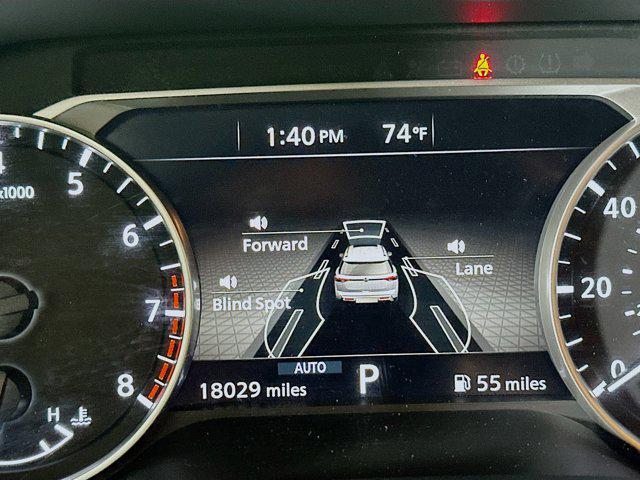 1:40 PM 74°F
4
x1000 5
6
7
8
H
Forward
Lane
Blind Spot
AUTO
18029 miles P 55 miles
40
20
0